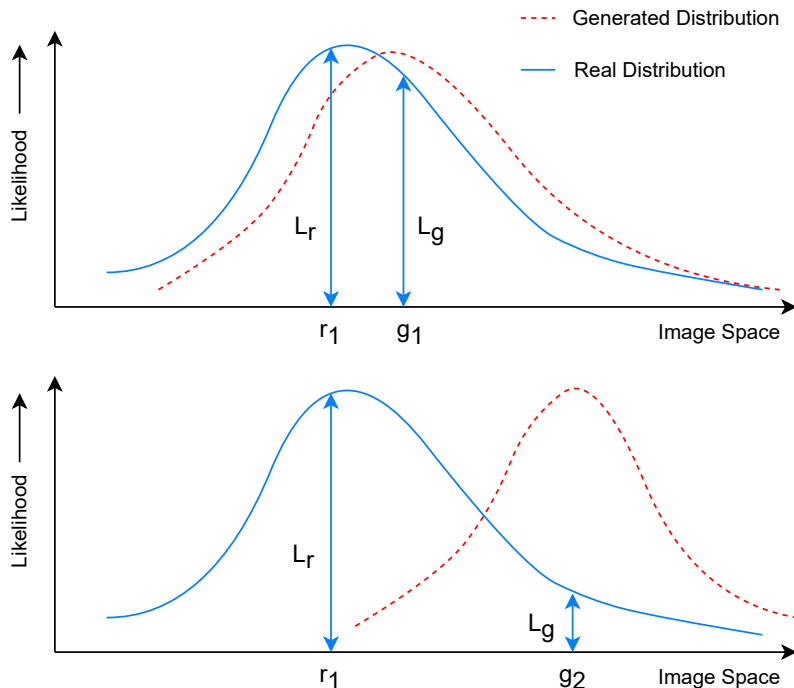 Generated Distribution
Real Distribution
Likelihood
Lr
Lg
r1
g1
Image Space
Likelihood
Lr
Lg
r1
g2
Image Space